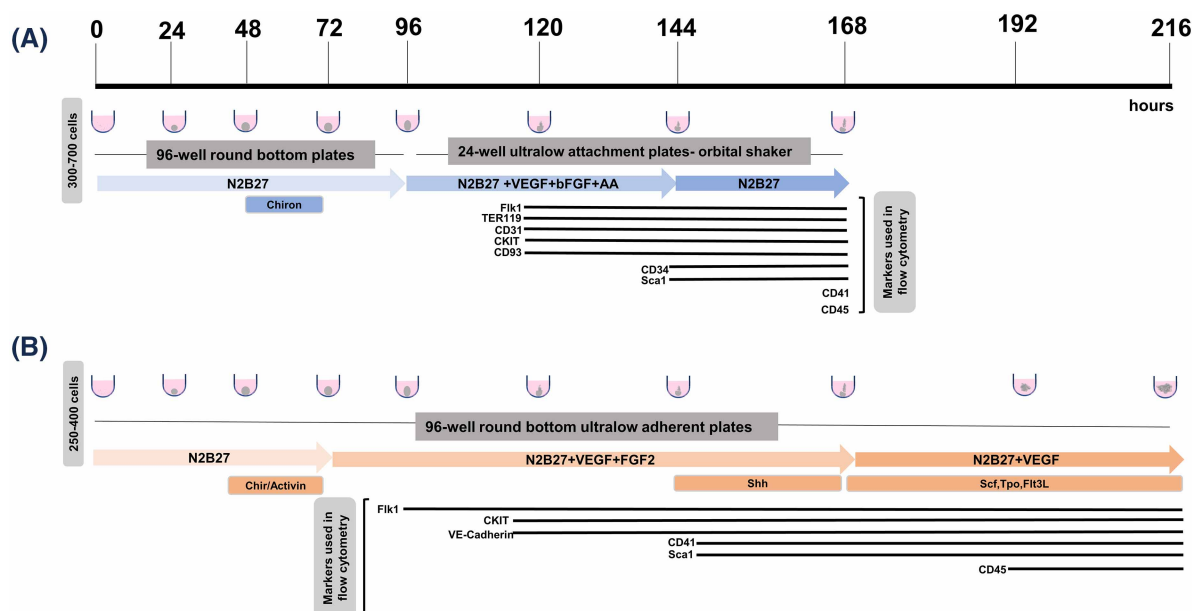 (A)
0 24 48 72 96 120 144 168 192 216
hours
300-700 cells
96-well round bottom plates
24-well ultralow attachment plates- orbital shaker
N2B27
N2B27 +VEGF+bFGF+AA
N2B27
Chiron
Flk1
TER119
CD31
CKIT
CD93
CD34
Sca1
CD41
CD45
Markers used in
flow cytometry
(B)
250-400 cells
96-well round bottom ultralow adherent plates
N2B27
N2B27+VEGF+FGF2
N2B27+VEGF
Chir/Activin
Shh
Scf,Tpo,Flt3L
Markers used in
flow cytometry
Flk1
CKIT
VE-Cadherin
CD41
Sca1
CD45